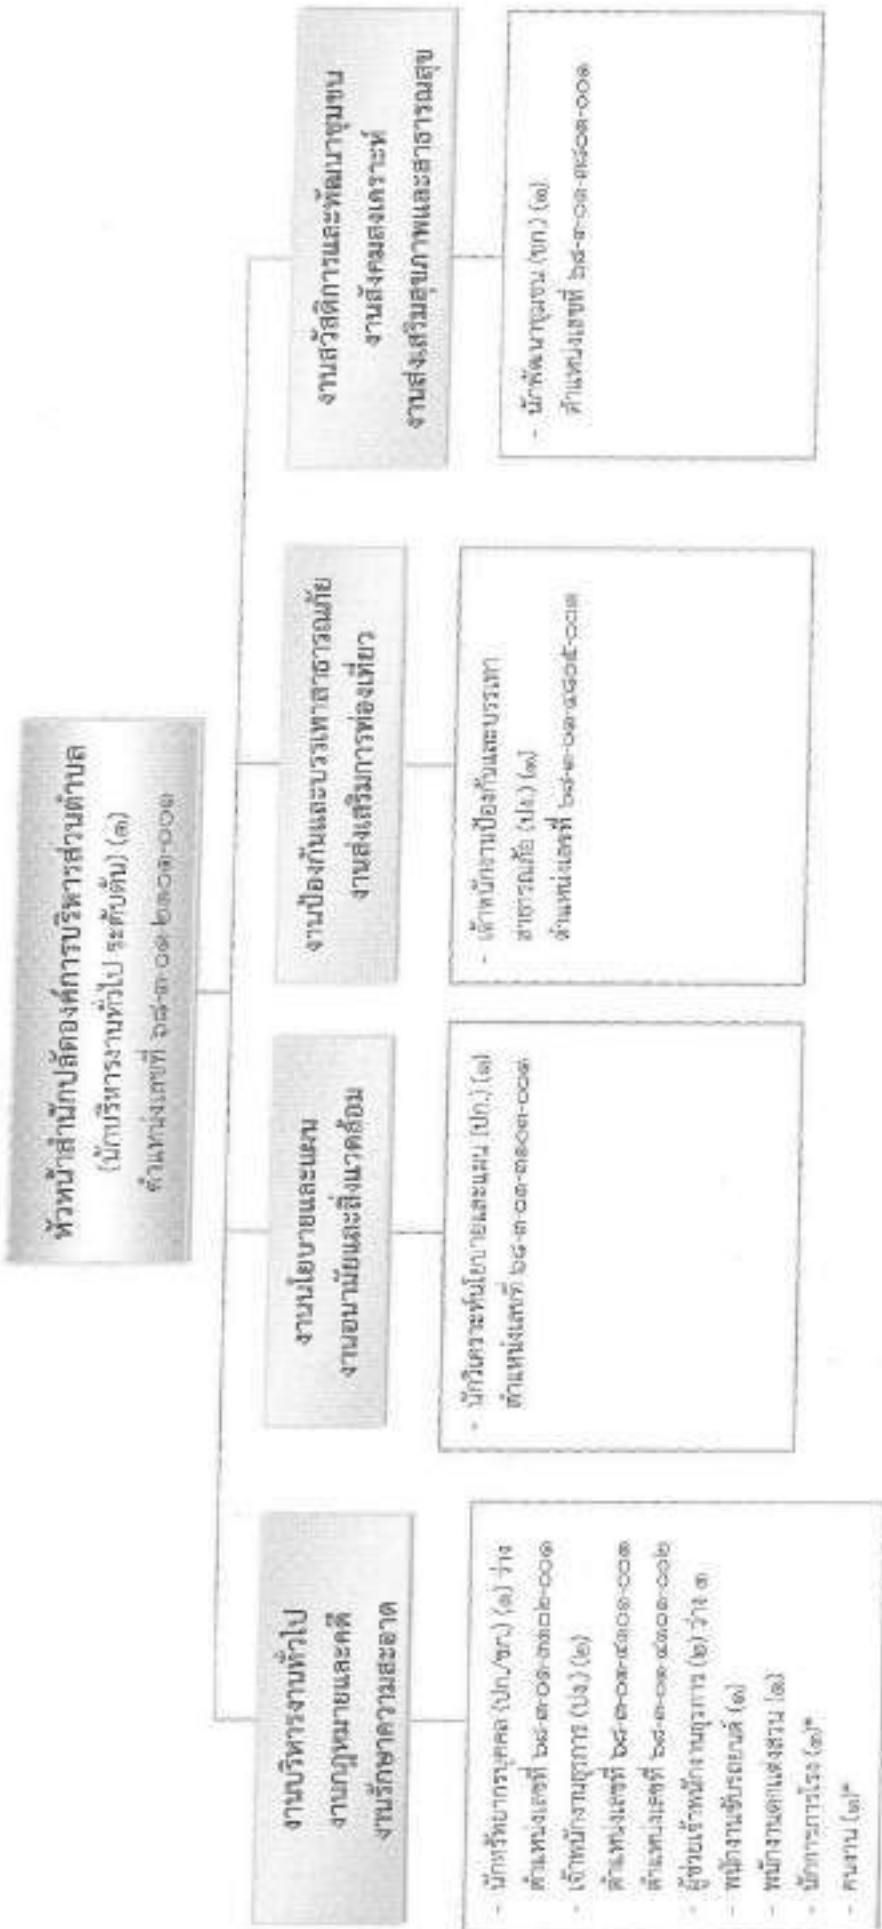 หัวหน้าสำนักปลัดองค์การบริหารส่วนตำบล
(นักบริหารงานทั่วไป ระดับต้น) (๑)
ตำแหน่งเลขที่ ๖๘-๓-๐๑-๒๑๐๑-๐๐๑
งานบริหารงานทั่วไป
งานกฎหมายและคดี
งานรักษาความสะอาด
- นักทรัพยากรบุคคล (ปก./ชก.) (๑) ว่าง
ตำแหน่งเลขที่ ๖๘-๓-๐๑-๓๑๐๒-๐๐๑
- เจ้าพนักงานธุรการ (ปง.) (๒)
ตำแหน่งเลขที่ ๖๘-๓-๐๑-๔๑๐๑-๐๐๑
ตำแหน่งเลขที่ ๖๘-๓-๐๑-๔๑๐๑-๐๐๒
- ผู้ช่วยเจ้าพนักงานธุรการ (๒) ว่าง ๑
- พนักงานขับรถยนต์ (๑)
- พนักงานตกแต่งสวน (๑)
- นักการภารโรง (๑)*
- คนงาน (๑)*
งานนโยบายและแผน
งานอนามัยและสิ่งแวดล้อม
- นักวิเคราะห์นโยบายและแผน (ปก.) (๑)
ตำแหน่งเลขที่ ๖๘-๓-๐๑-๓๑๐๓-๐๐๑
งานป้องกันและบรรเทาสาธารณภัย
งานส่งเสริมการท่องเที่ยว
- เจ้าพนักงานป้องกันและบรรเทา
สาธารณภัย (ปง.) (๑)
ตำแหน่งเลขที่ ๖๘-๓-๐๑-๔๘๐๕-๐๐๑
งานสวัสดิการและพัฒนาชุมชน
งานสังคมสงเคราะห์
งานส่งเสริมสุขภาพและสาธารณสุข
- นักพัฒนาชุมชน (ชก.) (๑)
ตำแหน่งเลขที่ ๖๘-๓-๐๑-๓๘๐๑-๐๐๑